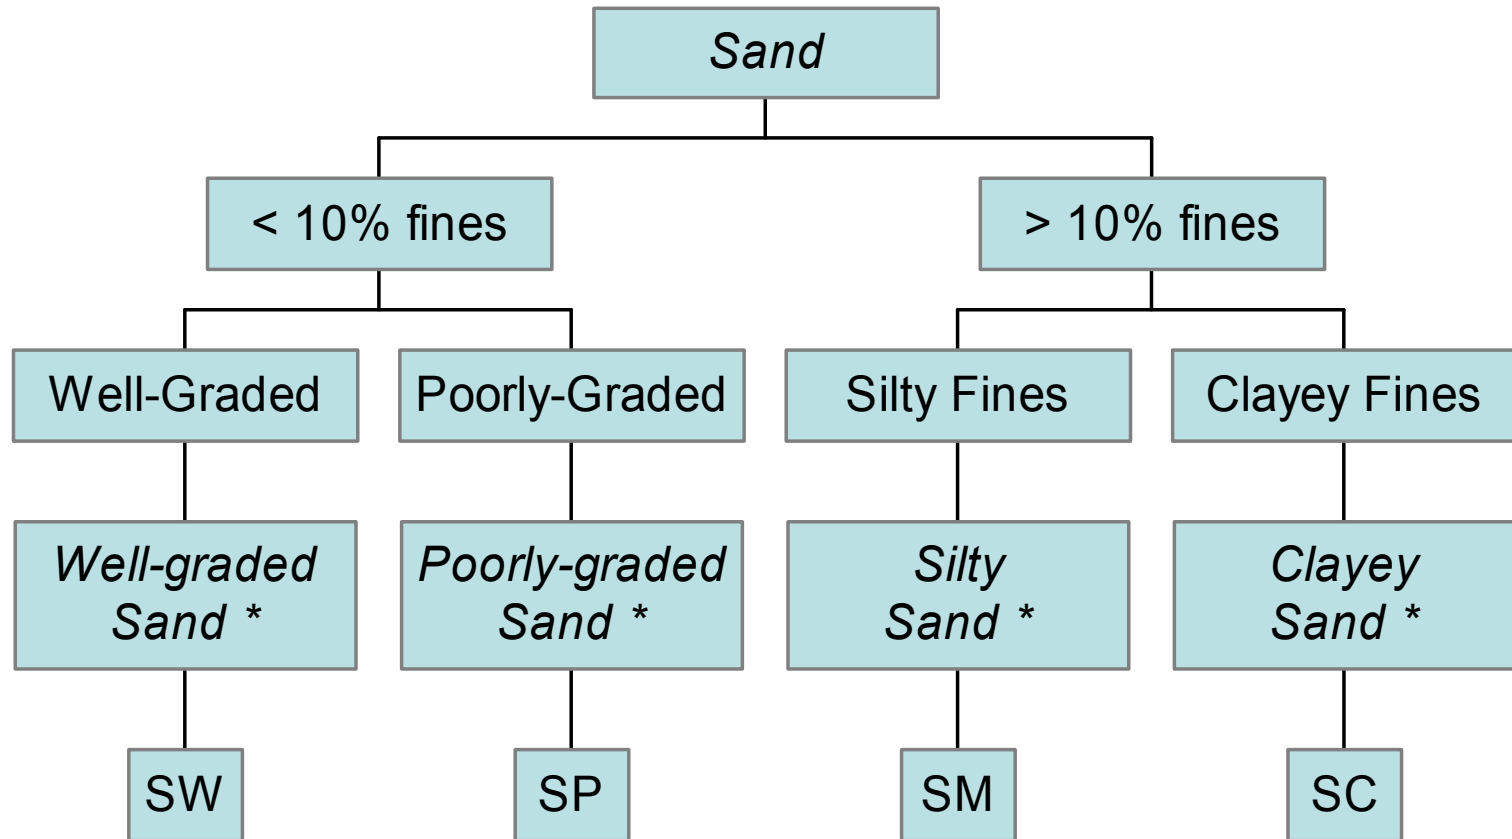 Sand
< 10% fines
> 10% fines
Well-Graded
Poorly-Graded
Silty Fines
Clayey Fines
Well-graded
Sand *
Poorly-graded
Sand *
Silty
Sand *
Clayey
Sand *
SW
SP
SM
SC